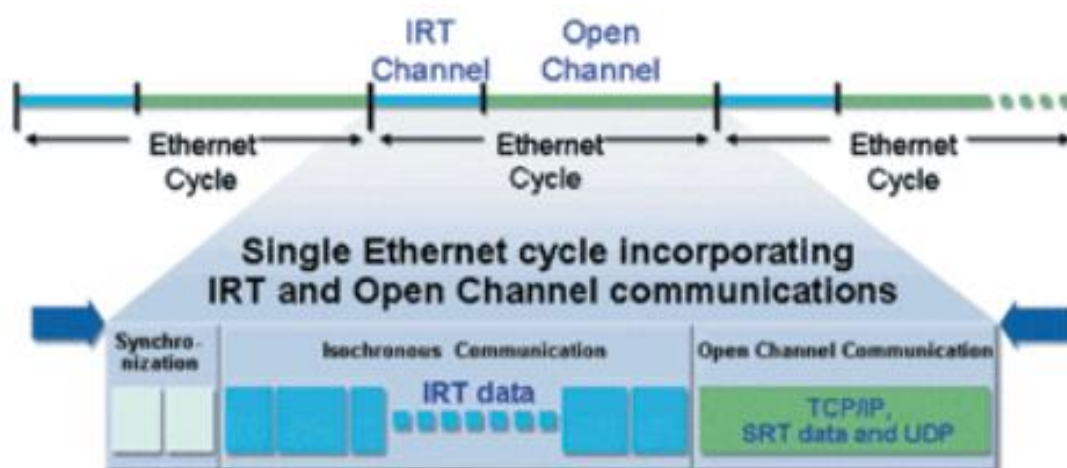 IRT
Channel
Open
Channel
Ethernet
Cycle
Ethernet
Cycle
Ethernet
Cycle
Single Ethernet cycle incorporating
IRT and Open Channel communications
Synchro-
nization
Isochronous Communication
Open Channel Communication
IRT data
TCP/IP,
SRT data and UDP